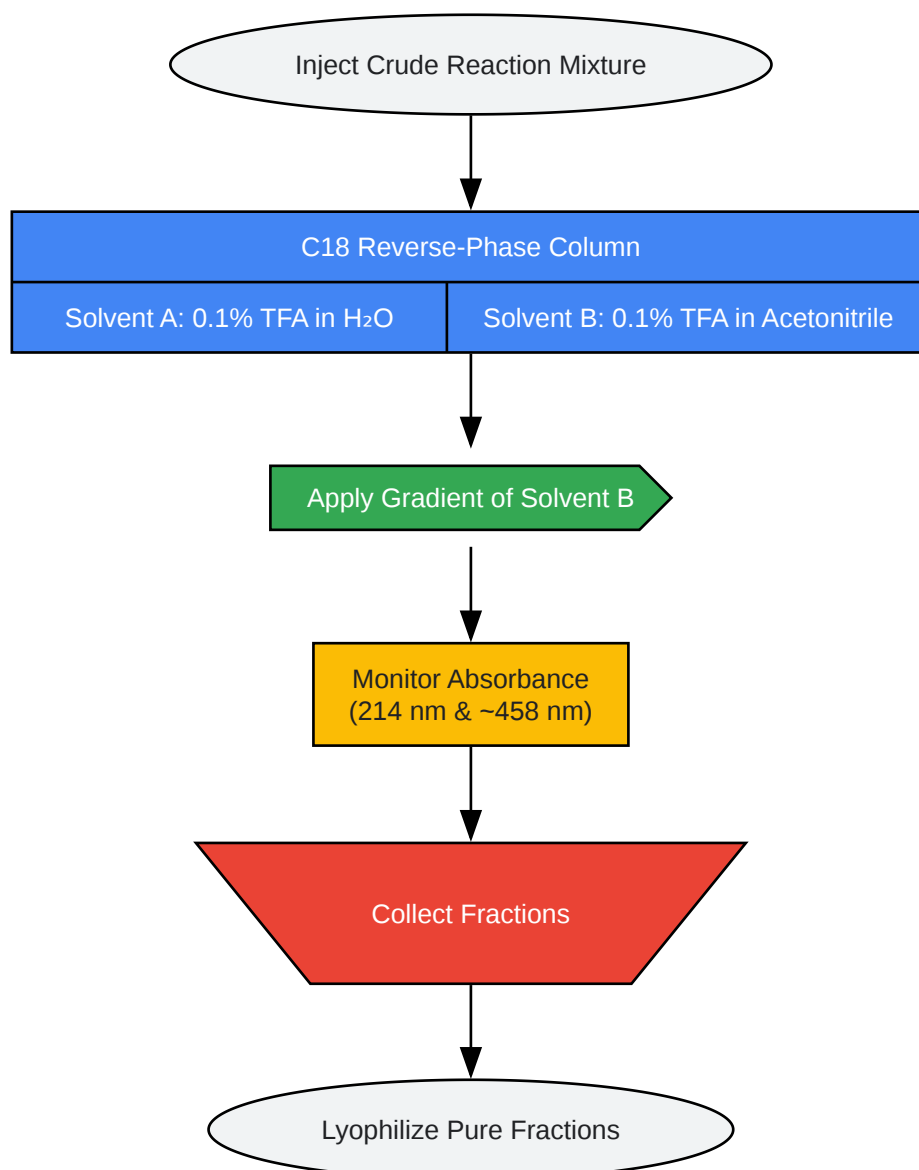 Inject Crude Reaction Mixture
C18 Reverse-Phase Column
Solvent A: 0.1% TFA in H₂O
Solvent B: 0.1% TFA in Acetonitrile
Apply Gradient of Solvent B
Monitor Absorbance
(214 nm & ~458 nm)
Collect Fractions
Lyophilize Pure Fractions